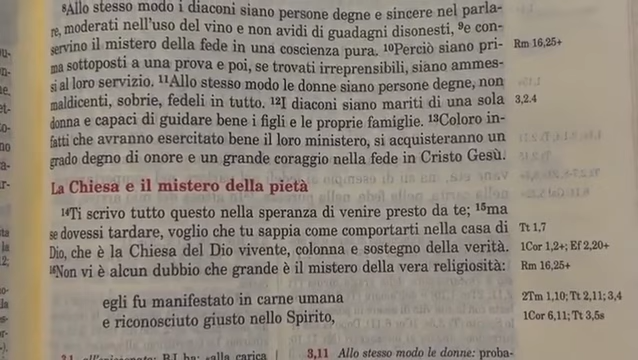 ⁸Allo stesso modo i diaconi siano persone degne e sincere nel parla-
re, moderati nell'uso del vino e non avidi di guadagni disonesti, ⁹e con-
servino il mistero della fede in una coscienza pura. ¹⁰Perciò siano pri-
ma sottoposti a una prova e poi, se trovati irreprensibili, siano ammes-
si al loro servizio. ¹¹Allo stesso modo le donne siano persone degne, non
maldicenti, sobrie, fedeli in tutto. ¹²I diaconi siano mariti di una sola
donna e capaci di guidare bene i figli e le proprie famiglie. ¹³Coloro in-
fatti che avranno esercitato bene il loro ministero, si acquisteranno un
grado degno di onore e un grande coraggio nella fede in Cristo Gesù.
Rm 16,25+
3,2.4
La Chiesa e il mistero della pietà
¹⁴Ti scrivo tutto questo nella speranza di venire presto da te; ¹⁵ma
se dovessi tardare, voglio che tu sappia come comportarti nella casa di
Dio, che è la Chiesa del Dio vivente, colonna e sostegno della verità.
¹⁶Non vi è alcun dubbio che grande è il mistero della vera religiosità:
Tt 1,7
1Cor 1,2+; Ef 2,20+
Rm 16,25+
egli fu manifestato in carne umana
e riconosciuto giusto nello Spirito,
2Tm 1,10; Tt 2,11; 3,4
1Cor 6,11; Tt 3,5s
3,11 Allo stesso modo le donne: proba-